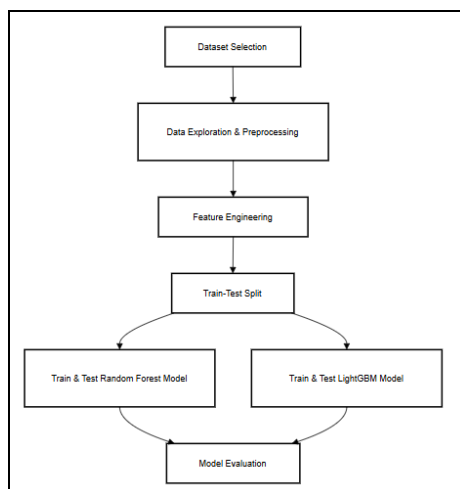 Dataset Selection
Data Exploration & Preprocessing
Feature Engineering
Train-Test Split
Train & Test Random Forest Model
Train & Test LightGBM Model
Model Evaluation